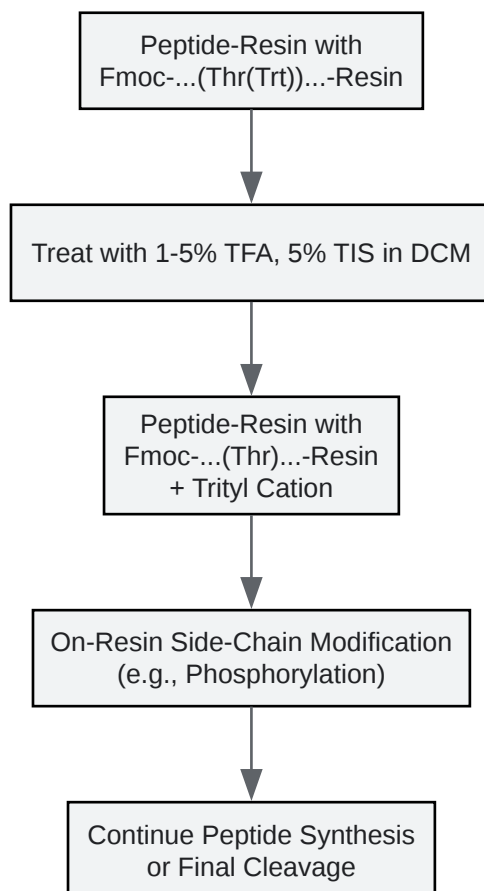 Peptide-Resin with
Fmoc-...(Thr(Trt))...-Resin
Treat with 1-5% TFA, 5% TIS in DCM
Peptide-Resin with
Fmoc-...(Thr)...-Resin
+ Trityl Cation
On-Resin Side-Chain Modification
(e.g., Phosphorylation)
Continue Peptide Synthesis
or Final Cleavage